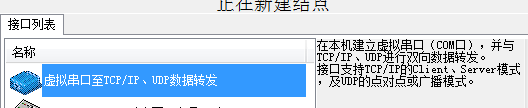 正在新建结点
接口列表
名称
虚拟串口至TCP/IP、UDP数据转发
在本机建立虚拟串口（COM口），并与
TCP/IP、UDP进行双向数据转发。
接口支持TCP/IP的Client、Server模式
，及UDP的点对点或广播模式。